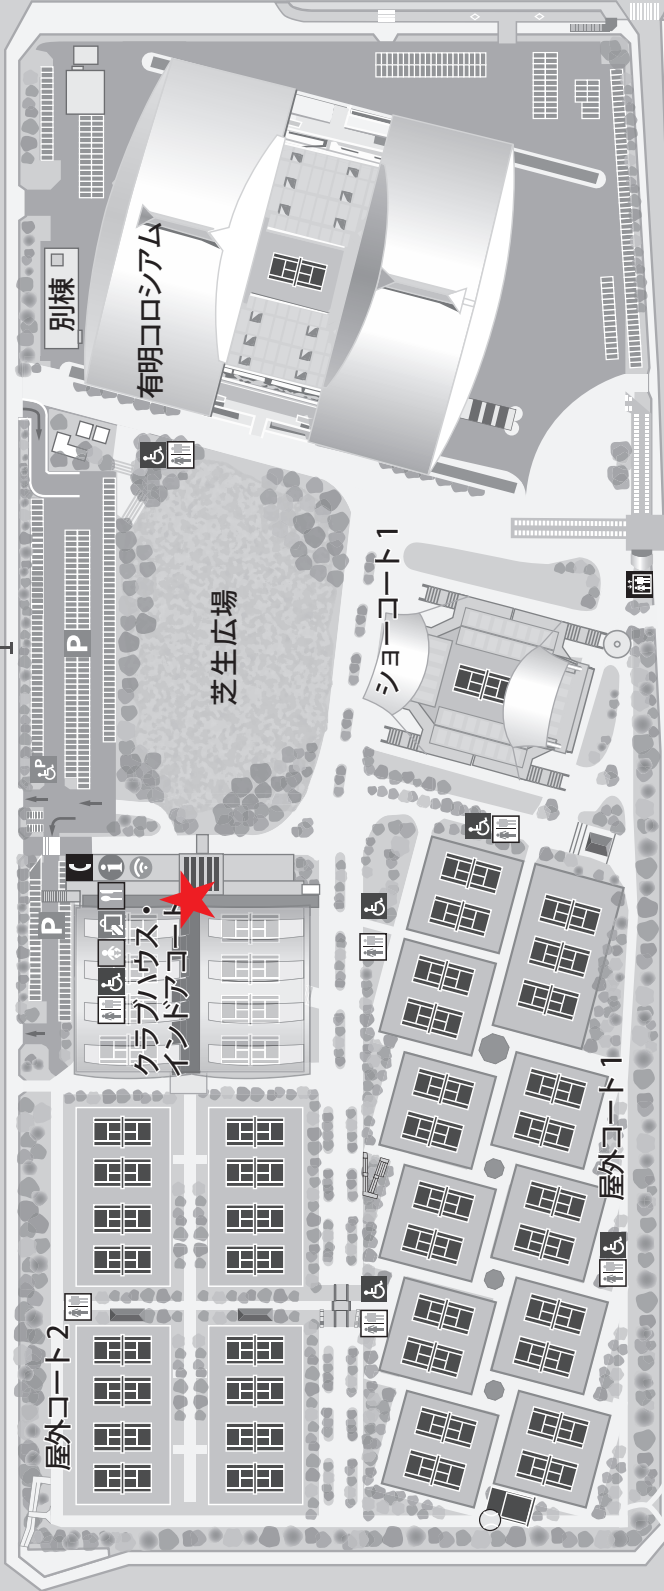 別棟
有明コロシアム
芝生広場
ショーコート 1
P
P
P
C
i
クラブハウス・
インドアコート
屋外コート 1
屋外コート 2